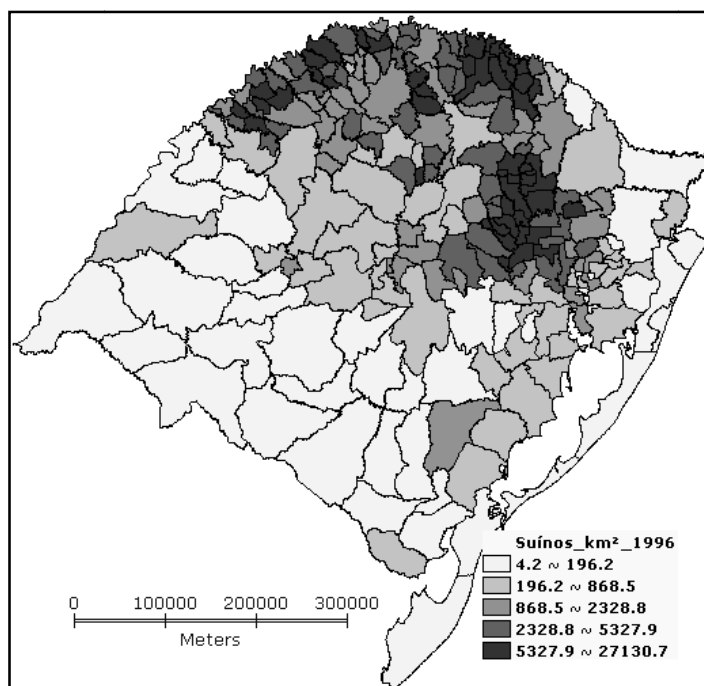 Suínos_km²_1996
4.2 ~ 196.2
196.2 ~ 868.5
868.5 ~ 2328.8
2328.8 ~ 5327.9
5327.9 ~ 27130.7
0 100000 200000 300000
Meters